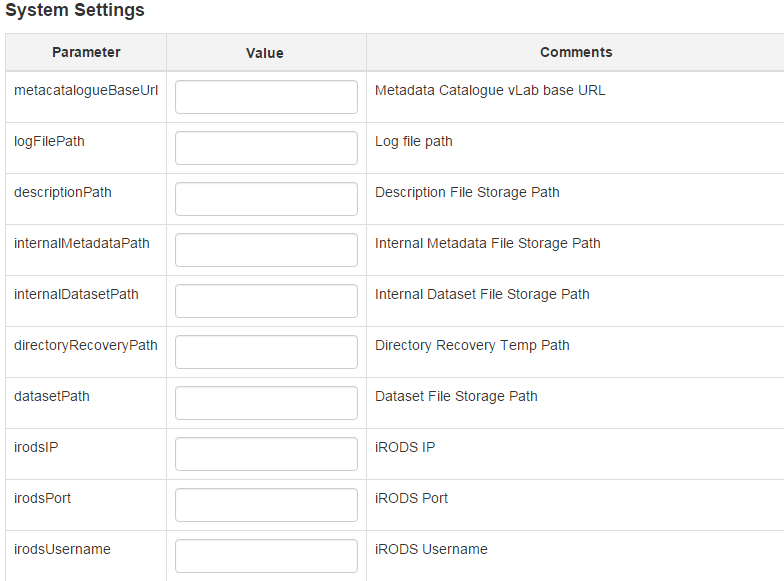 System Settings
Parameter Value Comments
metacatalogueBaseUrl Metadata Catalogue vLab base URL
logFilePath Log file path
descriptionPath Description File Storage Path
internalMetadataPath Internal Metadata File Storage Path
internalDatasetPath Internal Dataset File Storage Path
directoryRecoveryPath Directory Recovery Temp Path
datasetPath Dataset File Storage Path
irodsIP iRODS IP
irodsPort iRODS Port
irodsUsername iRODS Username